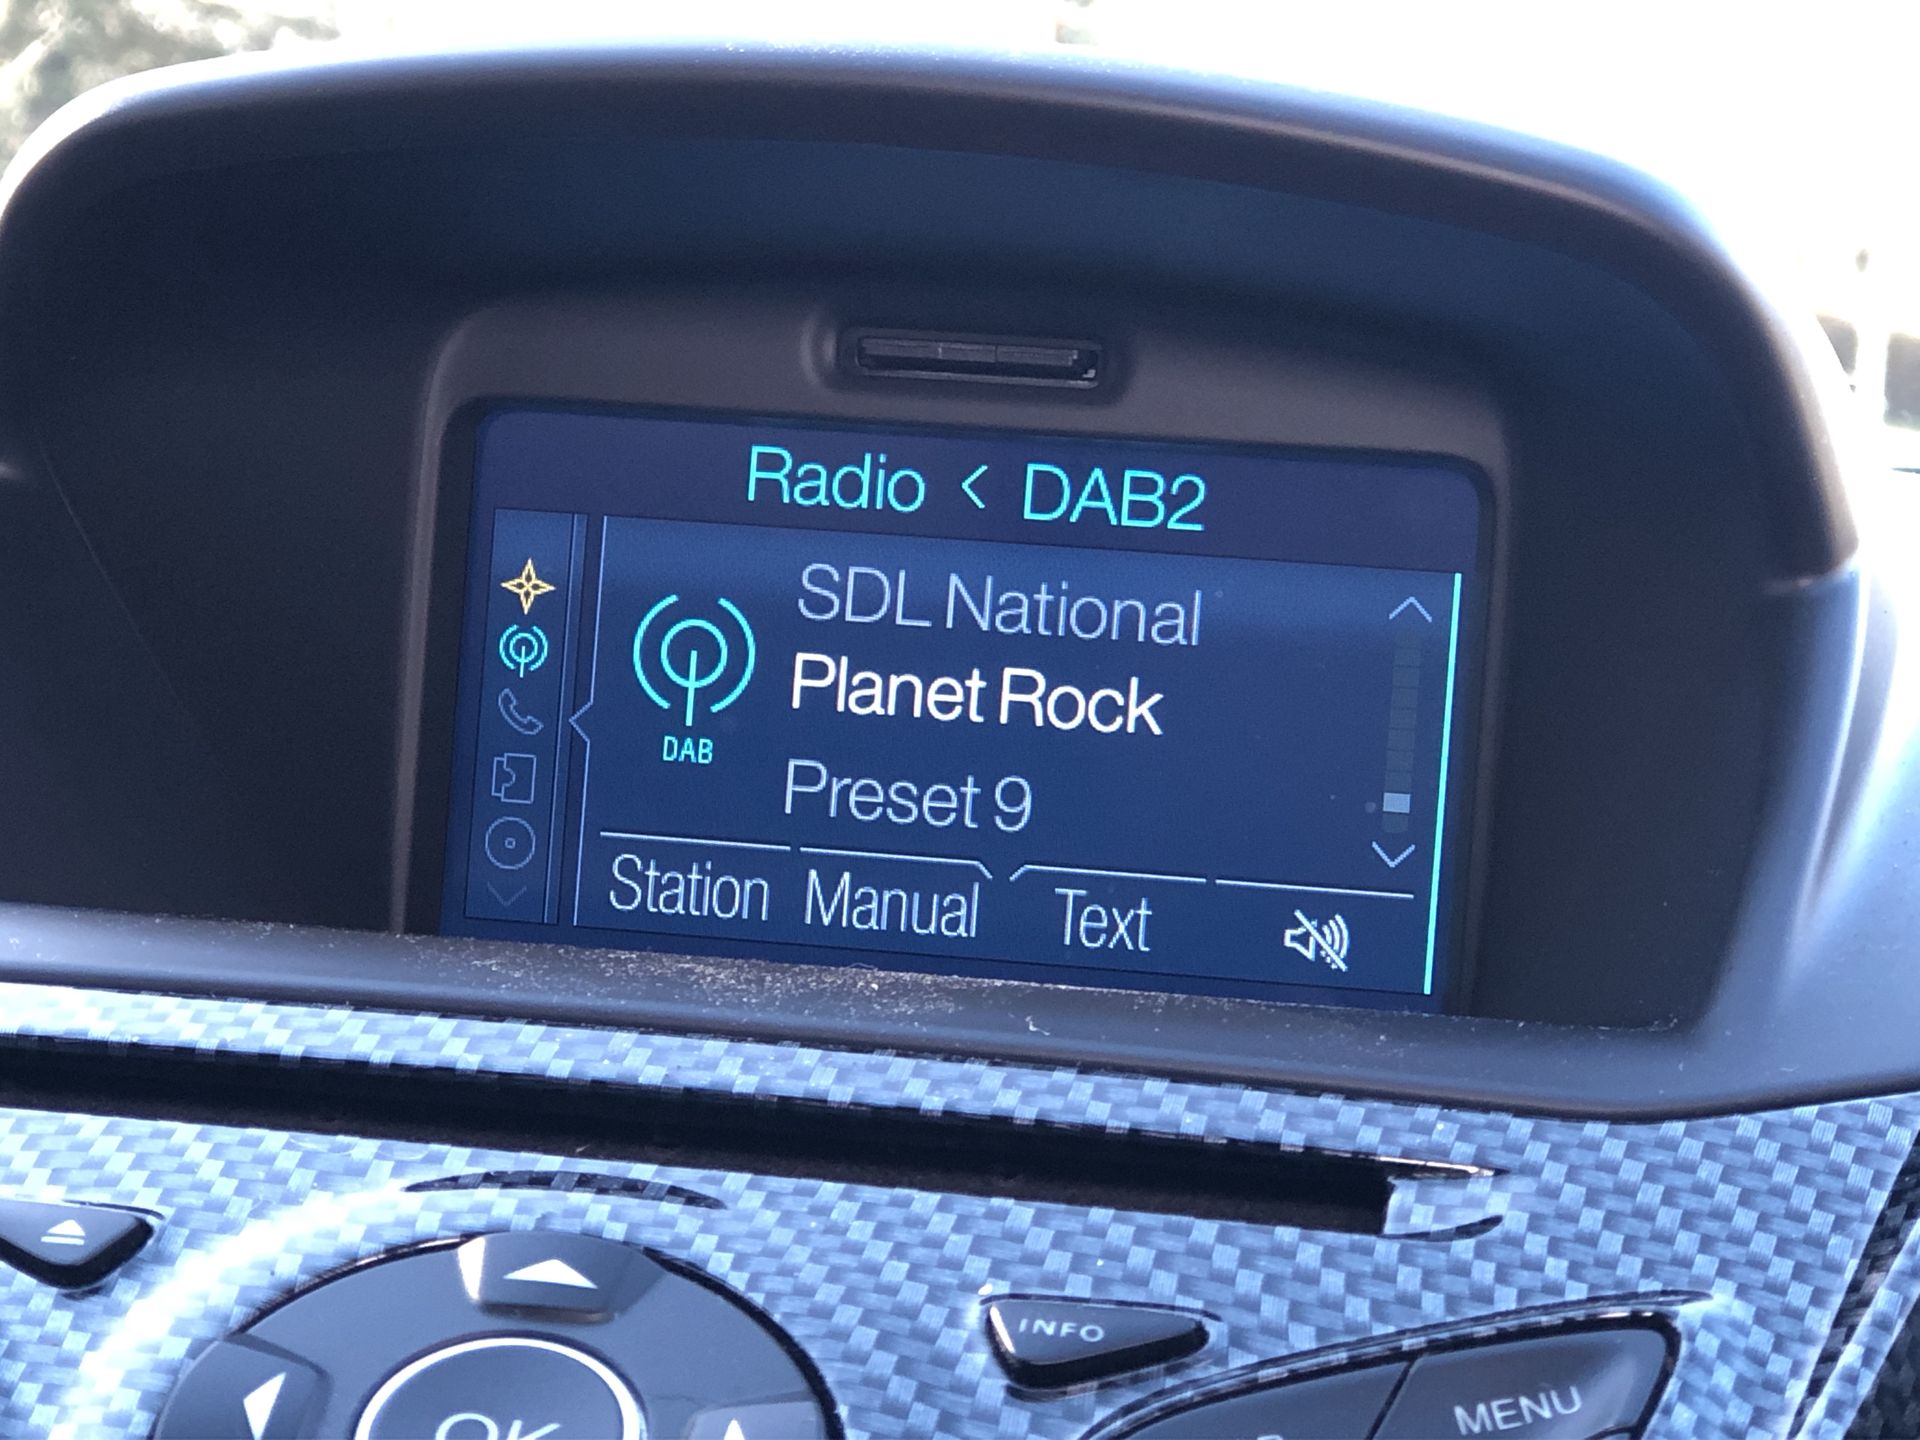 Radio < DAB2
SDL National
Planet Rock
DAB
Preset 9
Station Manual Text
INFO
OK
MENU